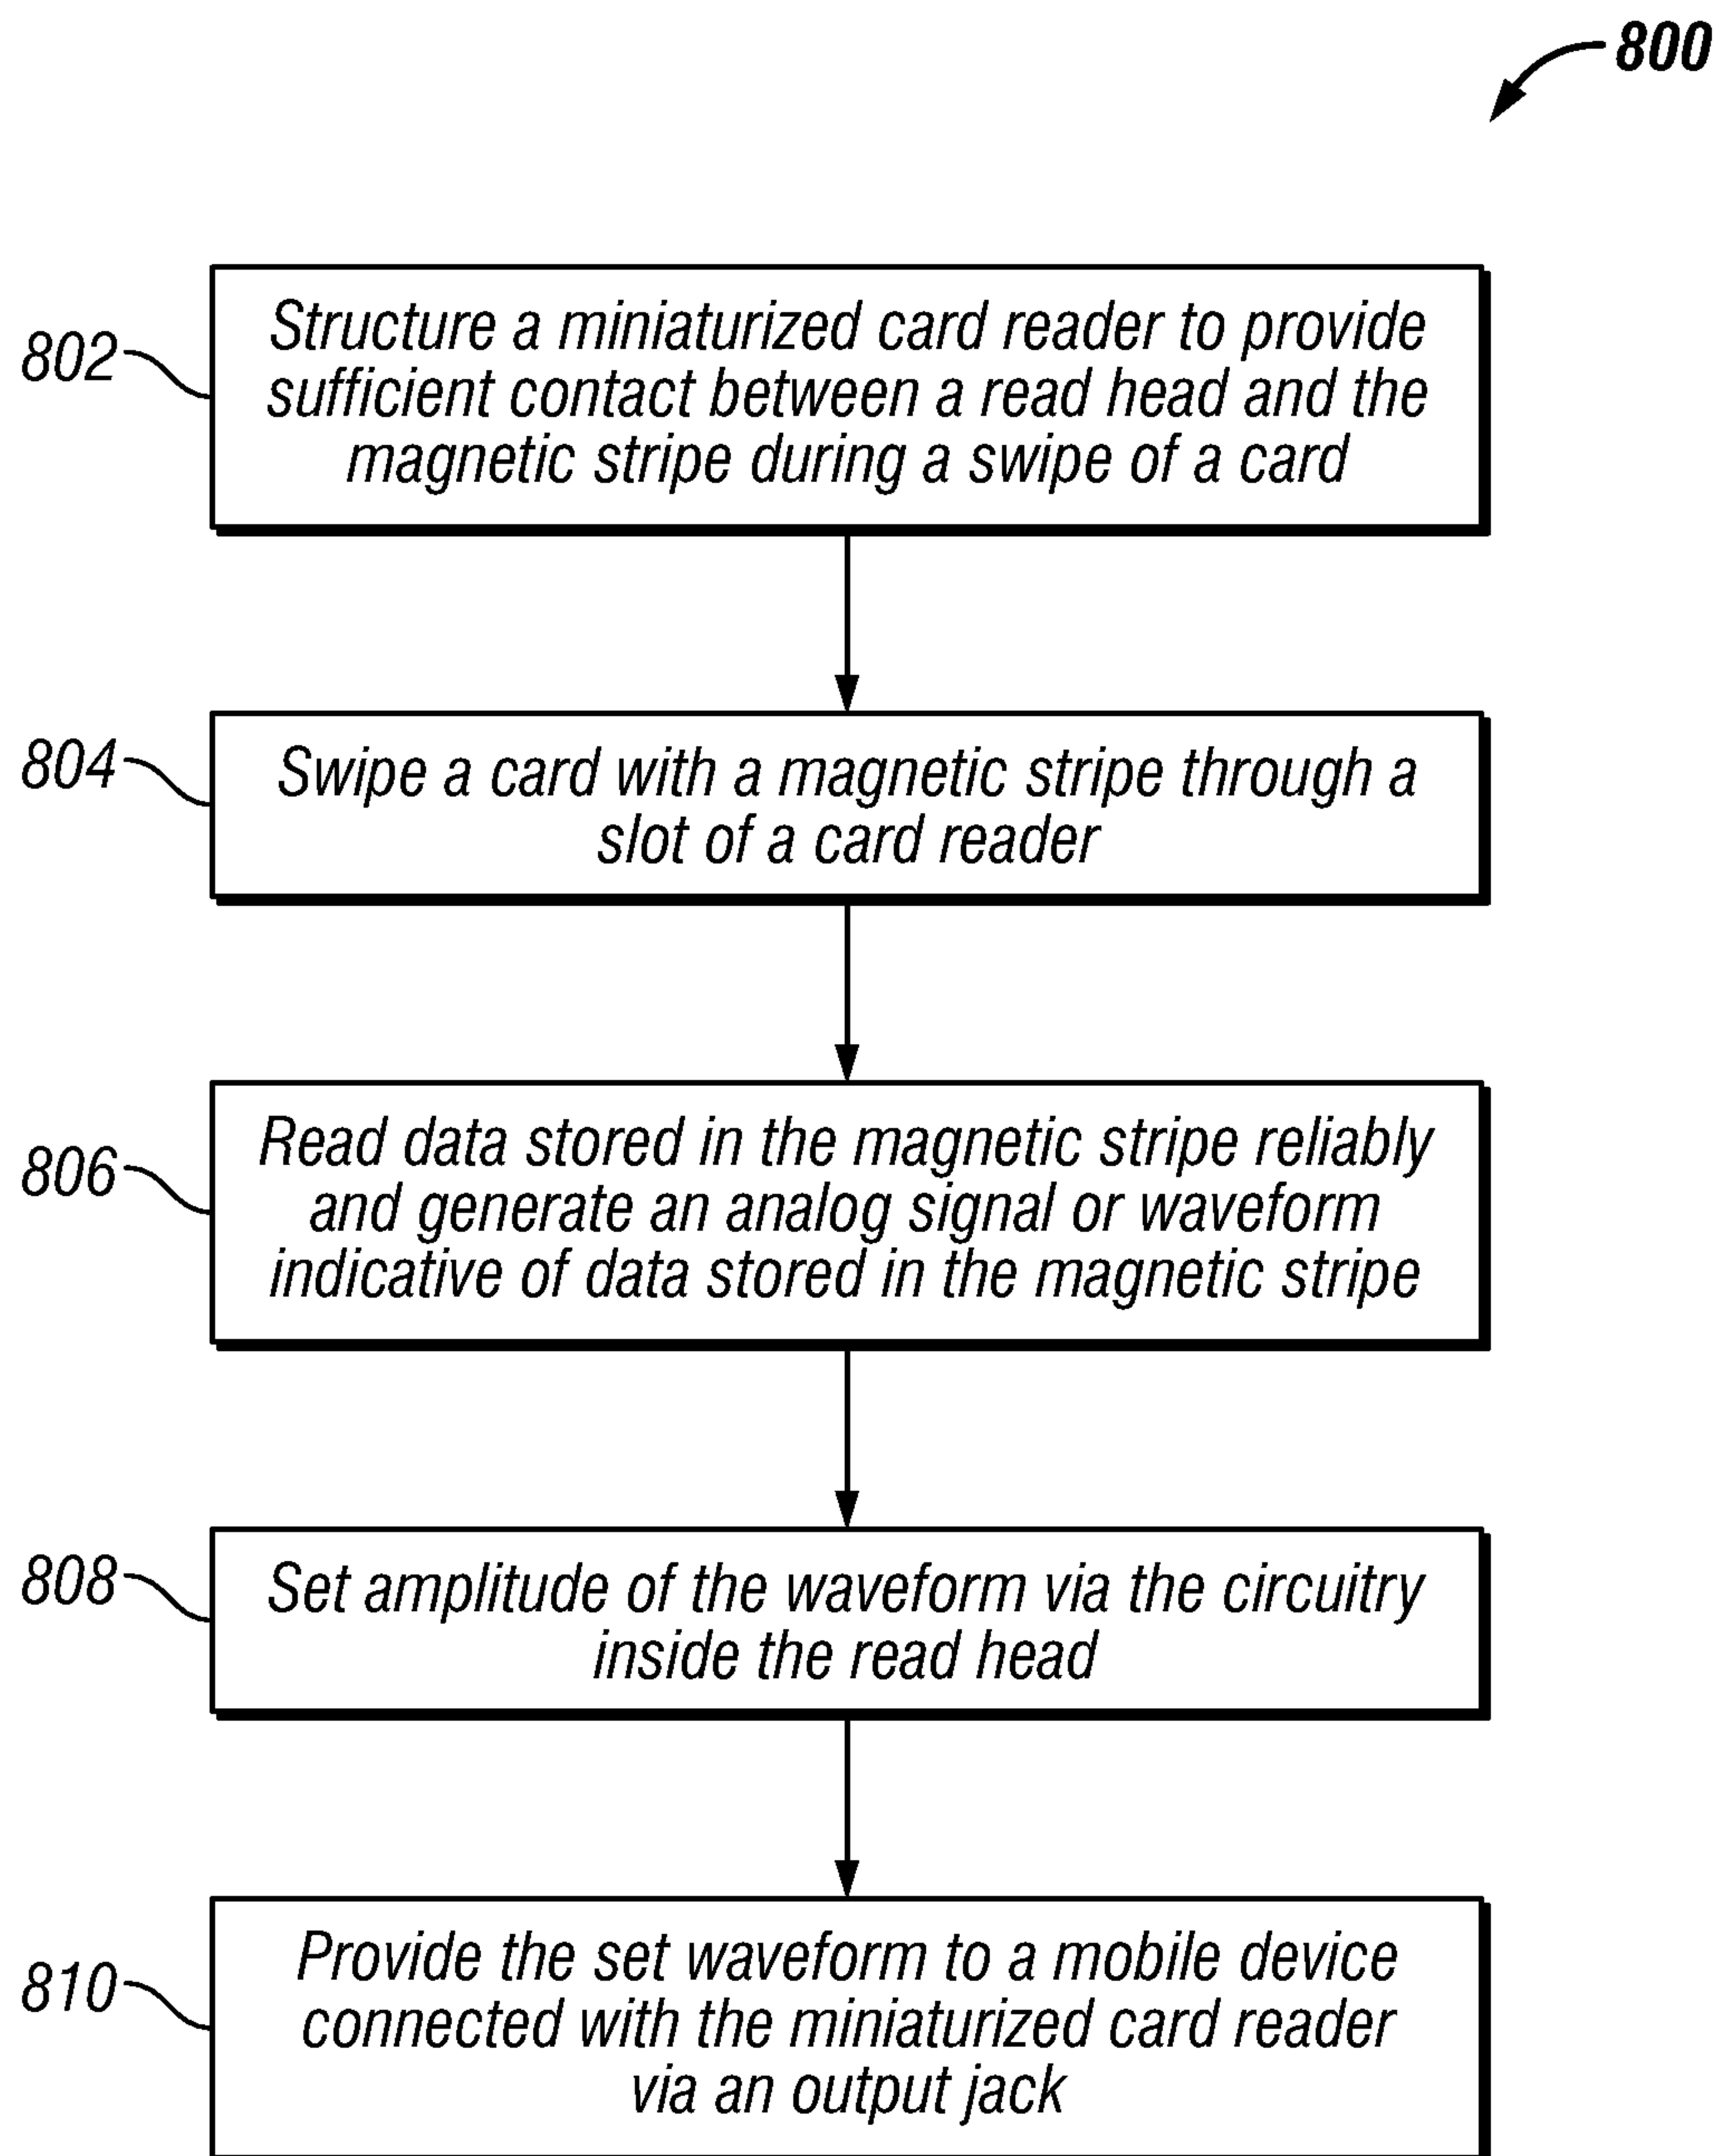 800
802
Structure a miniaturized card reader to provide
sufficient contact between a read head and the
magnetic stripe during a swipe of a card
804
Swipe a card with a magnetic stripe through a
slot of a card reader
806
Read data stored in the magnetic stripe reliably
and generate an analog signal or waveform
indicative of data stored in the magnetic stripe
808
Set amplitude of the waveform via the circuitry
inside the read head
810
Provide the set waveform to a mobile device
connected with the miniaturized card reader
via an output jack